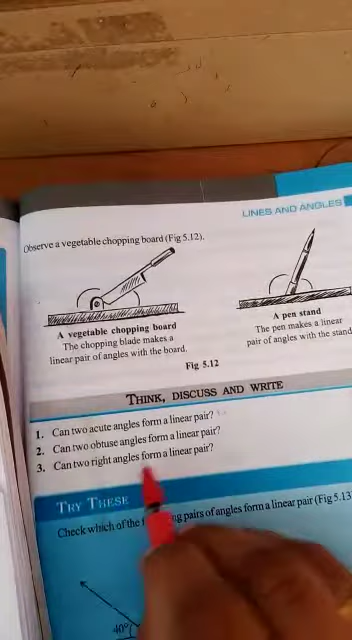 LINES AND ANGLES
Observe a vegetable chopping board (Fig 5.12).
A vegetable chopping board
The chopping blade makes a
linear pair of angles with the board.
A pen stand
The pen makes a linear
pair of angles with the stand
Fig 5.12
THINK, DISCUSS AND WRITE
1. Can two acute angles form a linear pair?
2. Can two obtuse angles form a linear pair?
3. Can two right angles form a linear pair?
TRY THESE
Check which of the ng pairs of angles form a linear pair (Fig 5.13
40°